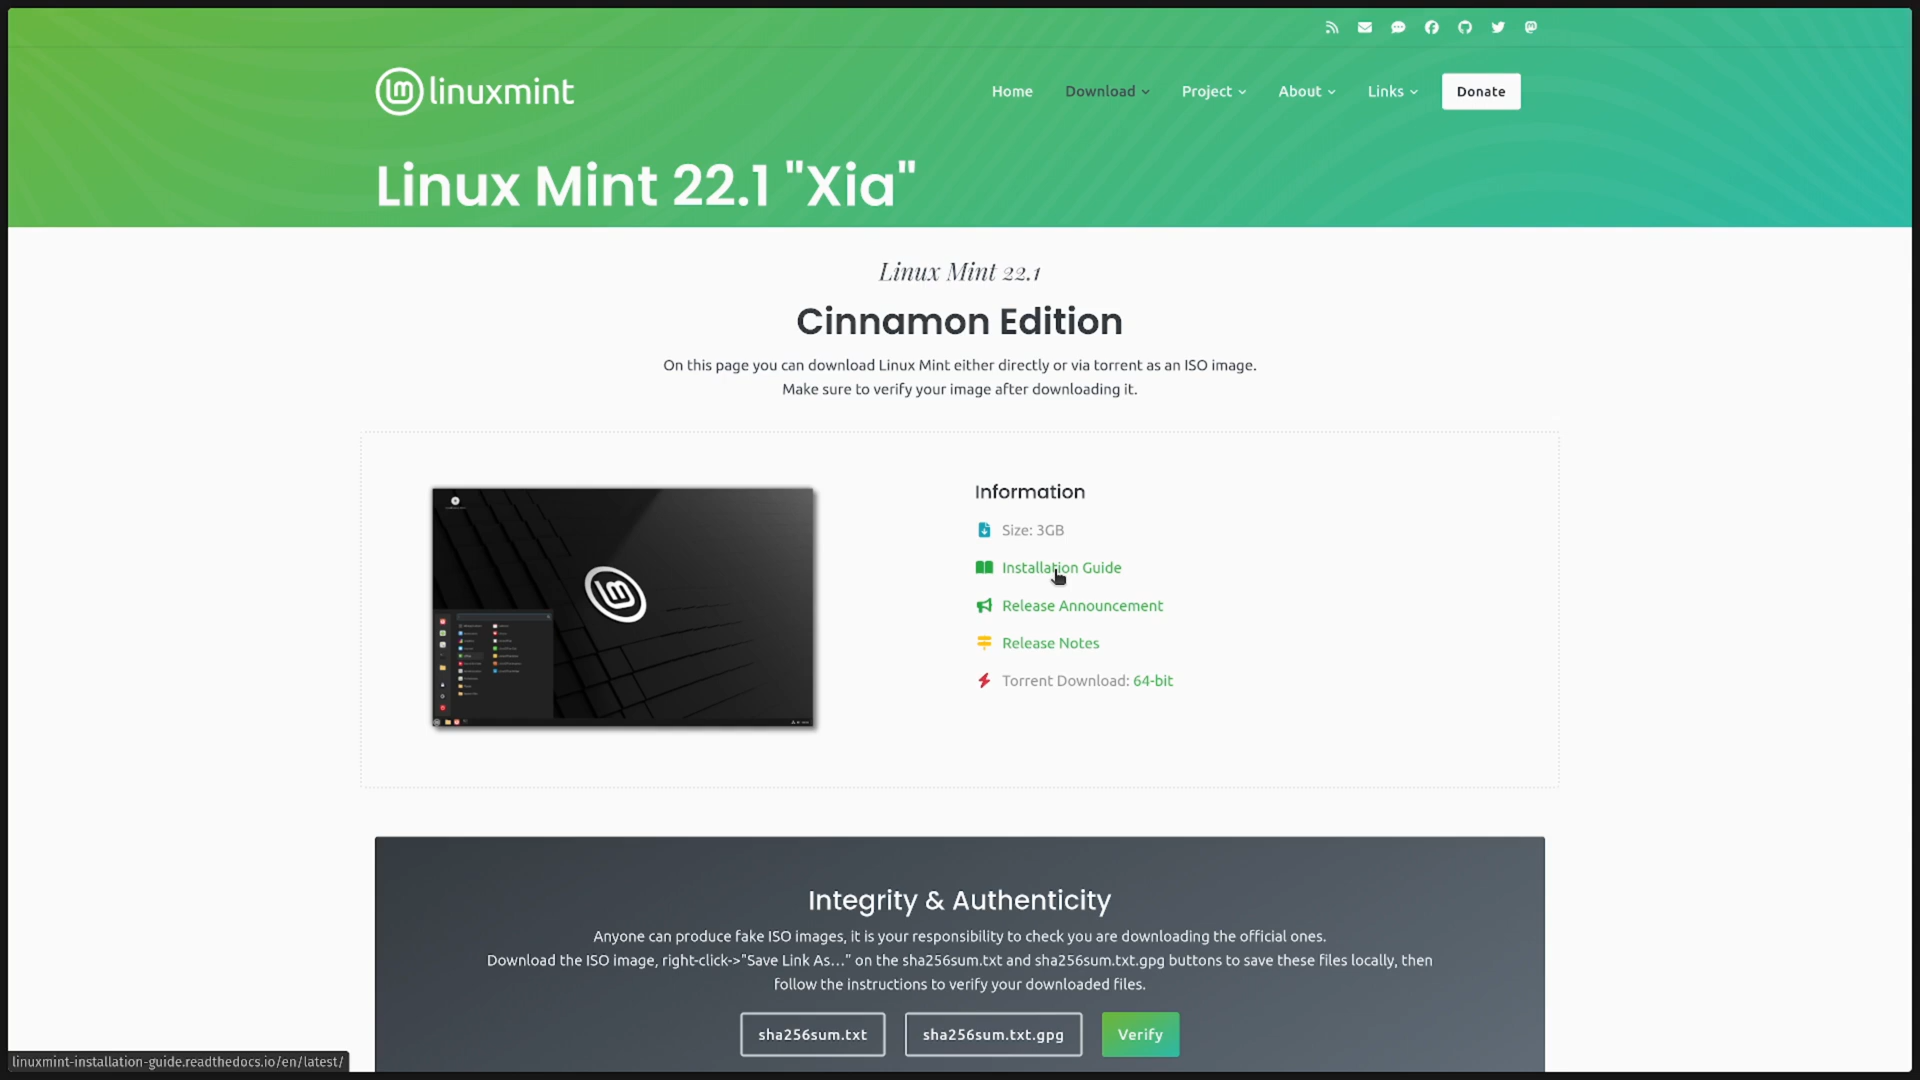 linuxmint
Home
Download
Project
About
Links
Donate
Linux Mint 22.1 "Xia"
Linux Mint 22.1
Cinnamon Edition
On this page you can download Linux Mint either directly or via torrent as an ISO image.
Make sure to verify your image after downloading it.
Information
Size: 3GB
Installation Guide
Release Announcement
Release Notes
Torrent Download: 64-bit
Integrity & Authenticity
Anyone can produce fake ISO images, it is your responsibility to check you are downloading the official ones.
Download the ISO image, right-click->"Save Link As..." on the sha256sum.txt and sha256sum.txt.gpg buttons to save these files locally, then
follow the instructions to verify your downloaded files.
sha256sum.txt
sha256sum.txt.gpg
Verify
linuxmint-installation-guide.readthedocs.io/en/latest/